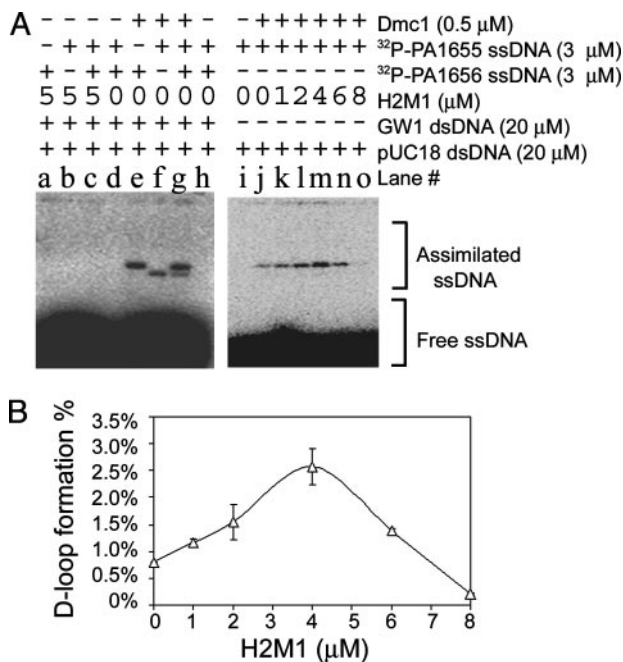 A
− − − − + + + + − + + + + + + Dmc1 (0.5 μM)
− + + + − + + + + + + + + + + ³²P-PA1655 ssDNA (3 μM)
+ − + + + − + + − − − − − − − ³²P-PA1656 ssDNA (3 μM)
5 5 5 0 0 0 0 0 0 0 1 2 4 6 8 H2M1 (μM)
+ + + + + + + + − − − − − − − GW1 dsDNA (20 μM)
+ + + + + + + + + + + + + + + pUC18 dsDNA (20 μM)
a b c d e f g h i j k l m n o Lane #
Assimilated
ssDNA
Free ssDNA
B
D-loop formation %
3.5%
3.0%
2.5%
2.0%
1.5%
1.0%
0.5%
0%
0 1 2 3 4 5 6 7 8
H2M1 (μM)